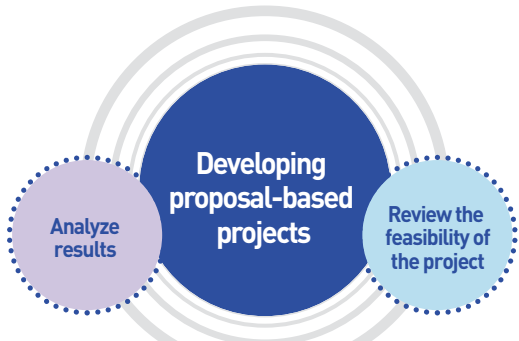 Developing
proposal-based
projects
Analyze
results
Review the
feasibility of
the project